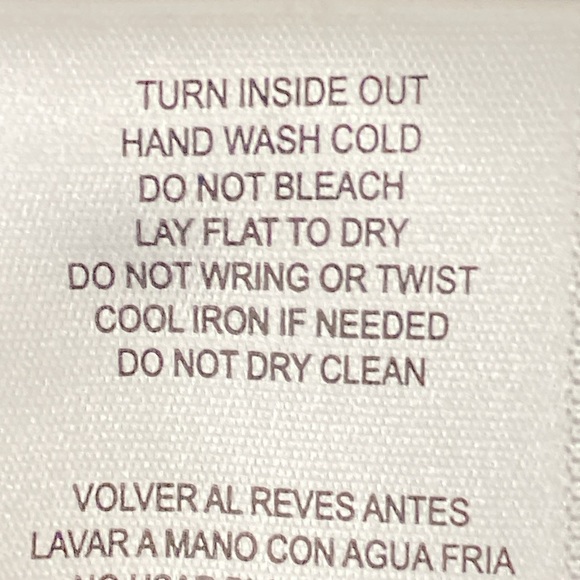 TURN INSIDE OUT
HAND WASH COLD
DO NOT BLEACH
LAY FLAT TO DRY
DO NOT WRING OR TWIST
COOL IRON IF NEEDED
DO NOT DRY CLEAN
VOLVER AL REVES ANTES
LAVAR A MANO CON AGUA FRIA